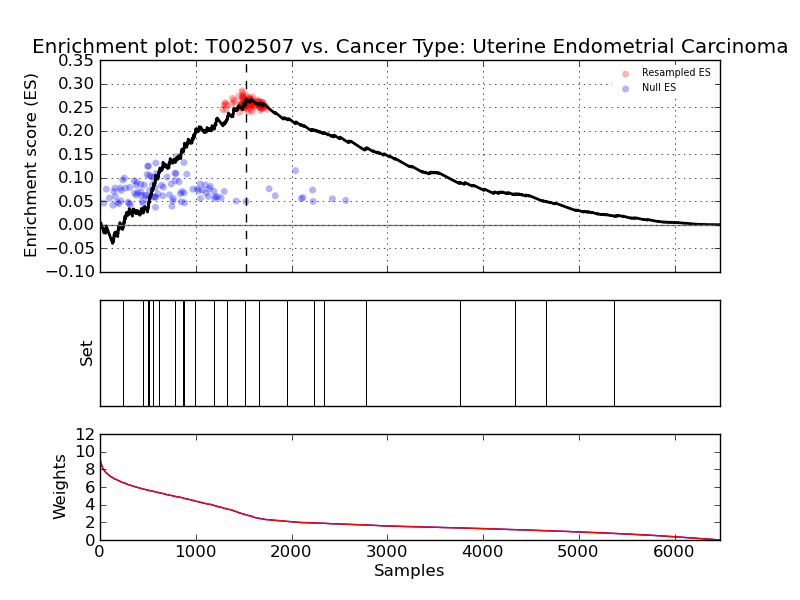 Enrichment plot: T002507 vs. Cancer Type: Uterine Endometrial Carcinoma
0.35
0.30
0.25
0.20
0.15
0.10
0.05
0.00
−0.05
−0.10
Enrichment score (ES)
Resampled ES
Null ES
Set
12
10
8
6
4
2
0
Weights
0 1000 2000 3000 4000 5000 6000
Samples